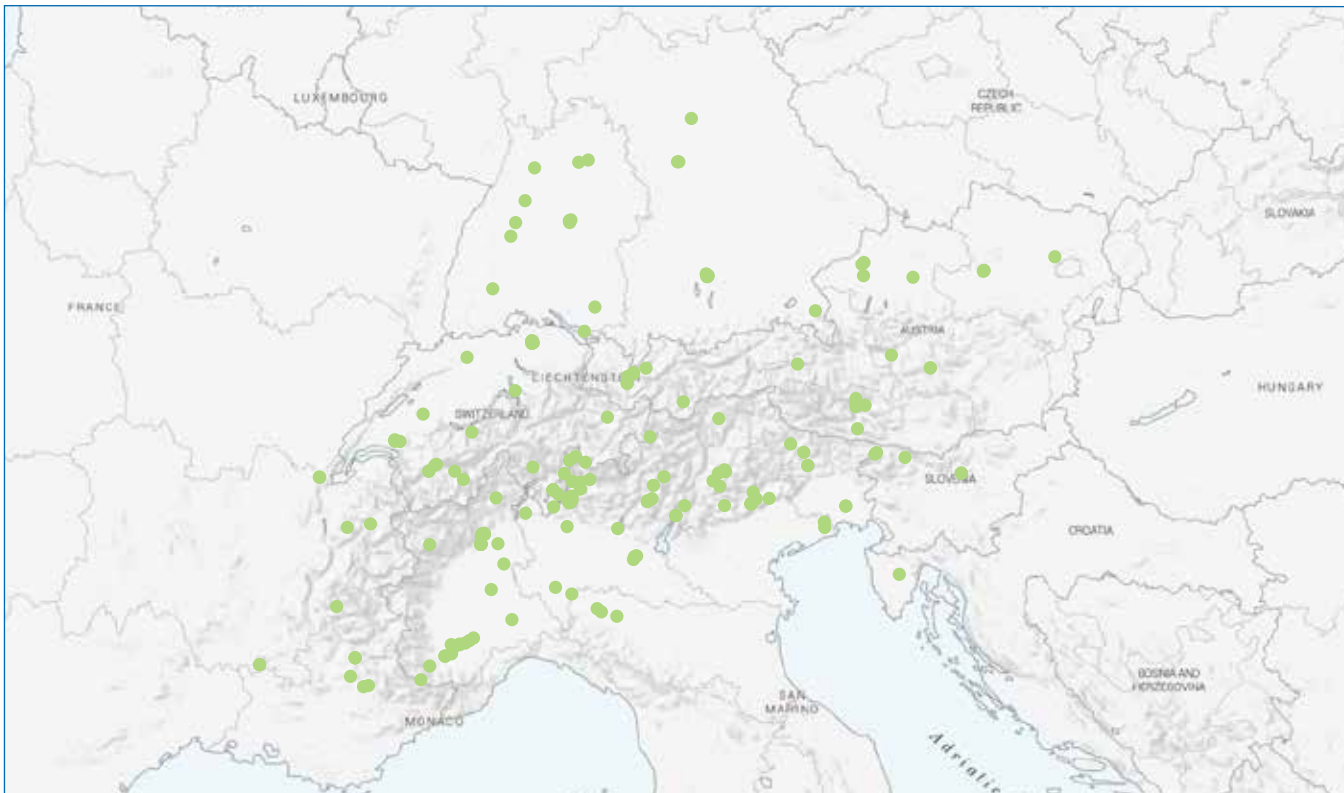 LUXEMBOURG
CZECH
REPUBLIC
SLOVAKIA
FRANCE
AUSTRIA
LIECHTENSTEIN
HUNGARY
SWITZERLAND
SLOVENIA
CROATIA
BOSNIA AND
HERZEGOVINA
SAN
MARINO
MONACO
Adriatic